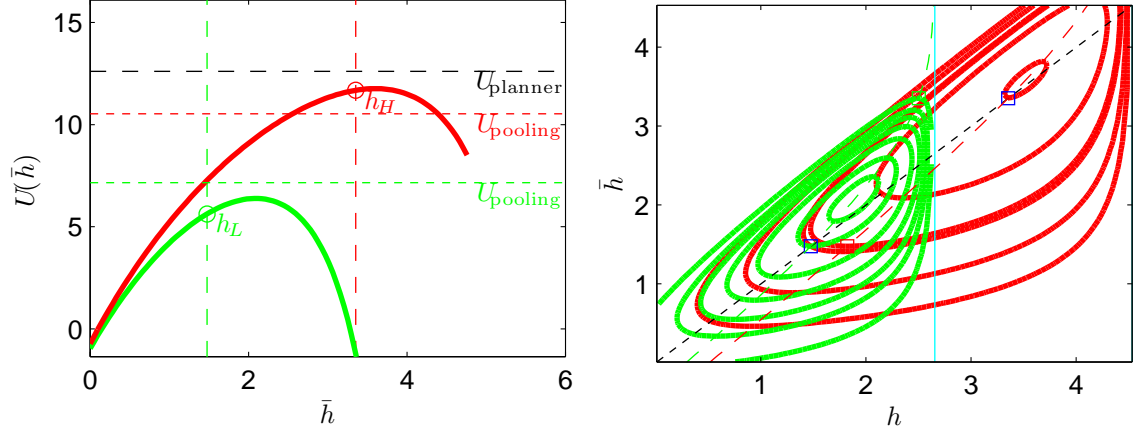 15
10
5
0
U(h̄)
U_planner
h_H
U_pooling
U_pooling
h_L
0 2 4 6
h̄
4
3
2
1
h̄
1 2 3 4
h